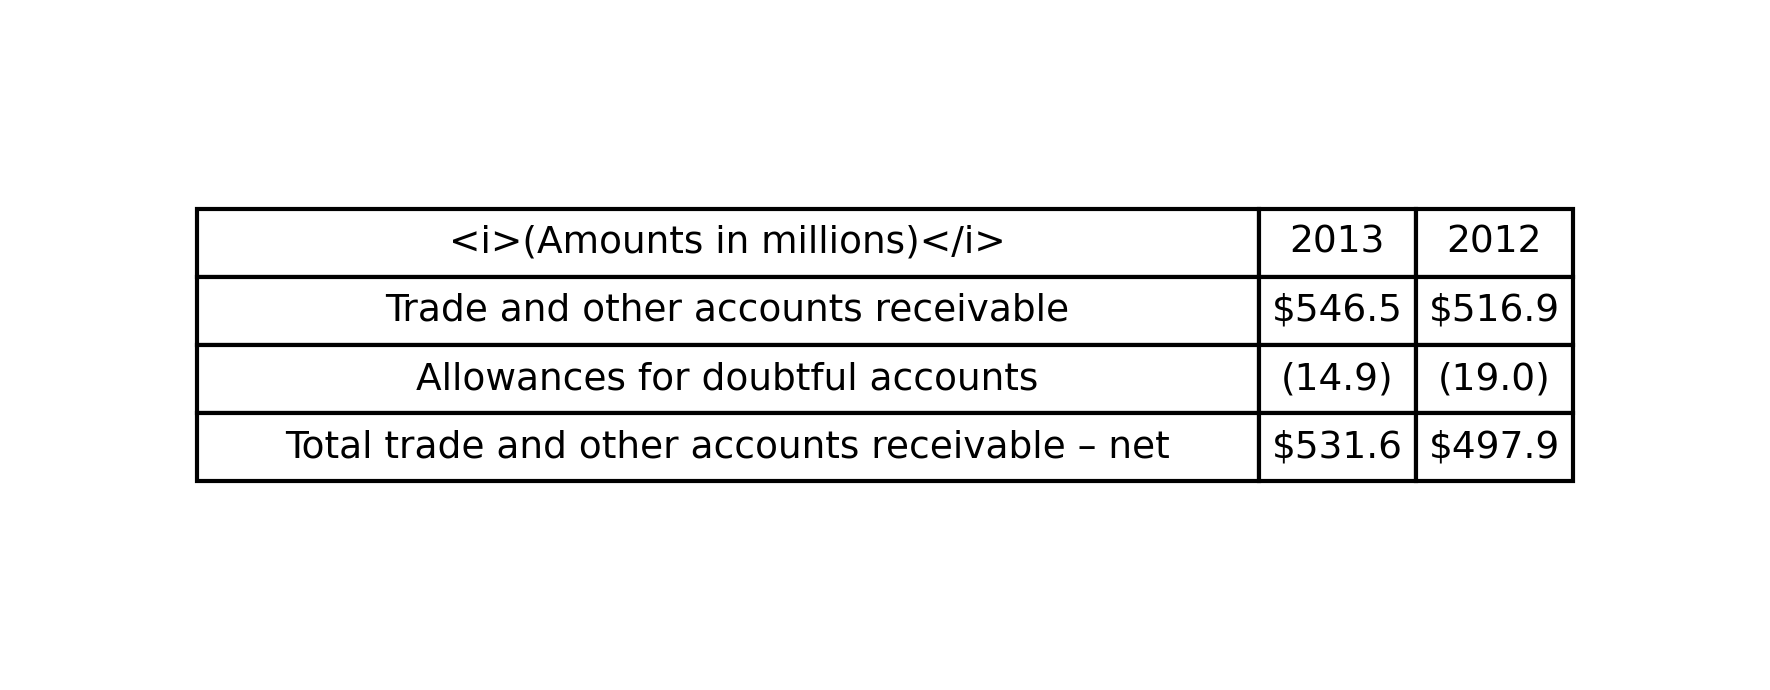 <i>(Amounts in millions)</i> 2013 2012
Trade and other accounts receivable $546.5 $516.9
Allowances for doubtful accounts (14.9) (19.0)
Total trade and other accounts receivable – net $531.6 $497.9